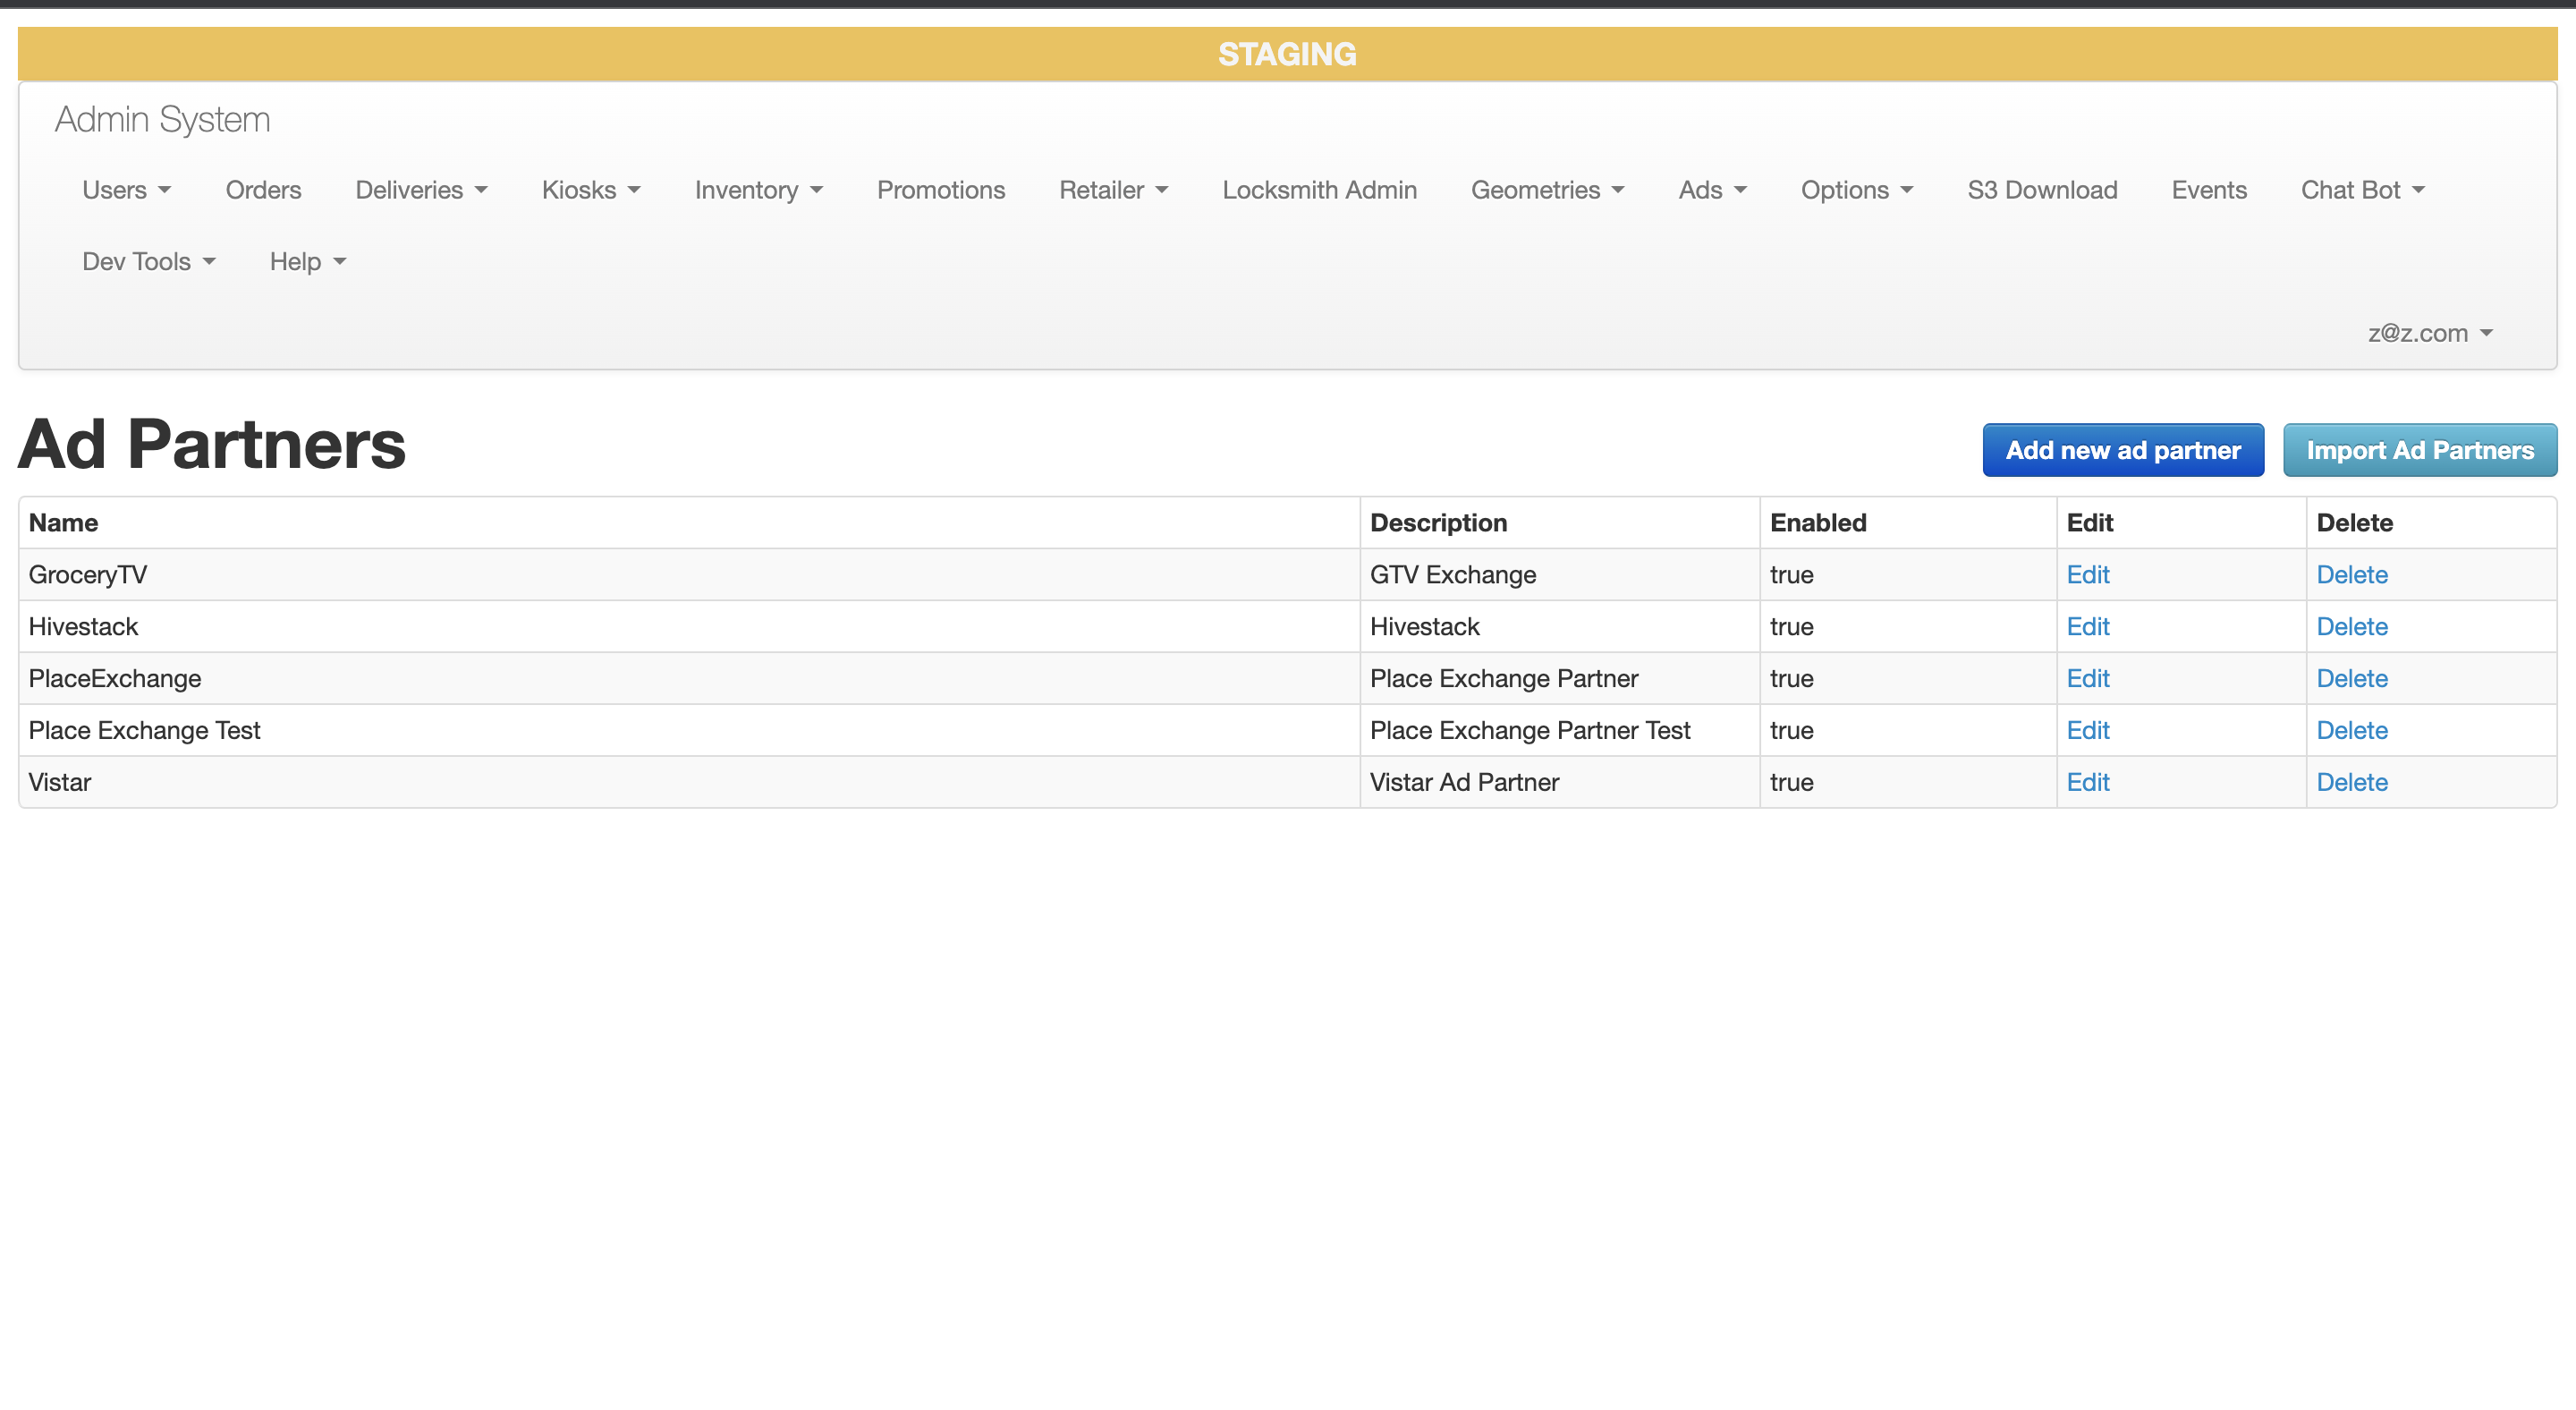 STAGING
Admin System
Users Orders Deliveries Kiosks Inventory Promotions Retailer Locksmith Admin Geometries Ads Options S3 Download Events Chat Bot
Dev Tools Help
z@z.com
Ad Partners Add new ad partner Import Ad Partners
Name Description Enabled Edit Delete
GroceryTV GTV Exchange true Edit Delete
Hivestack Hivestack true Edit Delete
PlaceExchange Place Exchange Partner true Edit Delete
Place Exchange Test Place Exchange Partner Test true Edit Delete
Vistar Vistar Ad Partner true Edit Delete